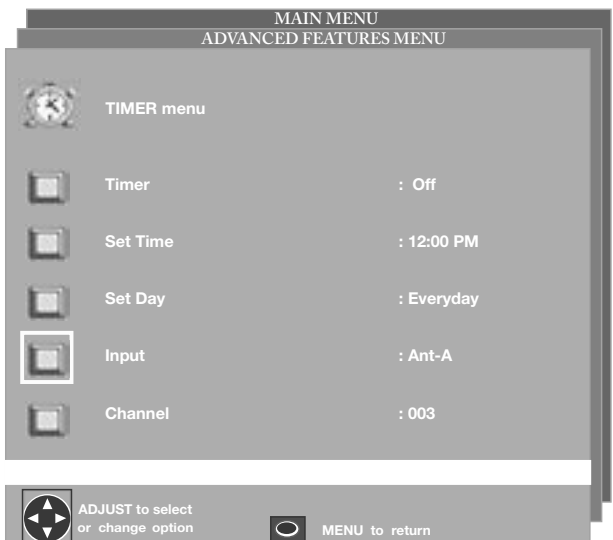 MAIN MENU
ADVANCED FEATURES MENU
TIMER menu
Timer : Off
Set Time : 12:00 PM
Set Day : Everyday
Input : Ant-A
Channel : 003
ADJUST to select
or change option
MENU to return